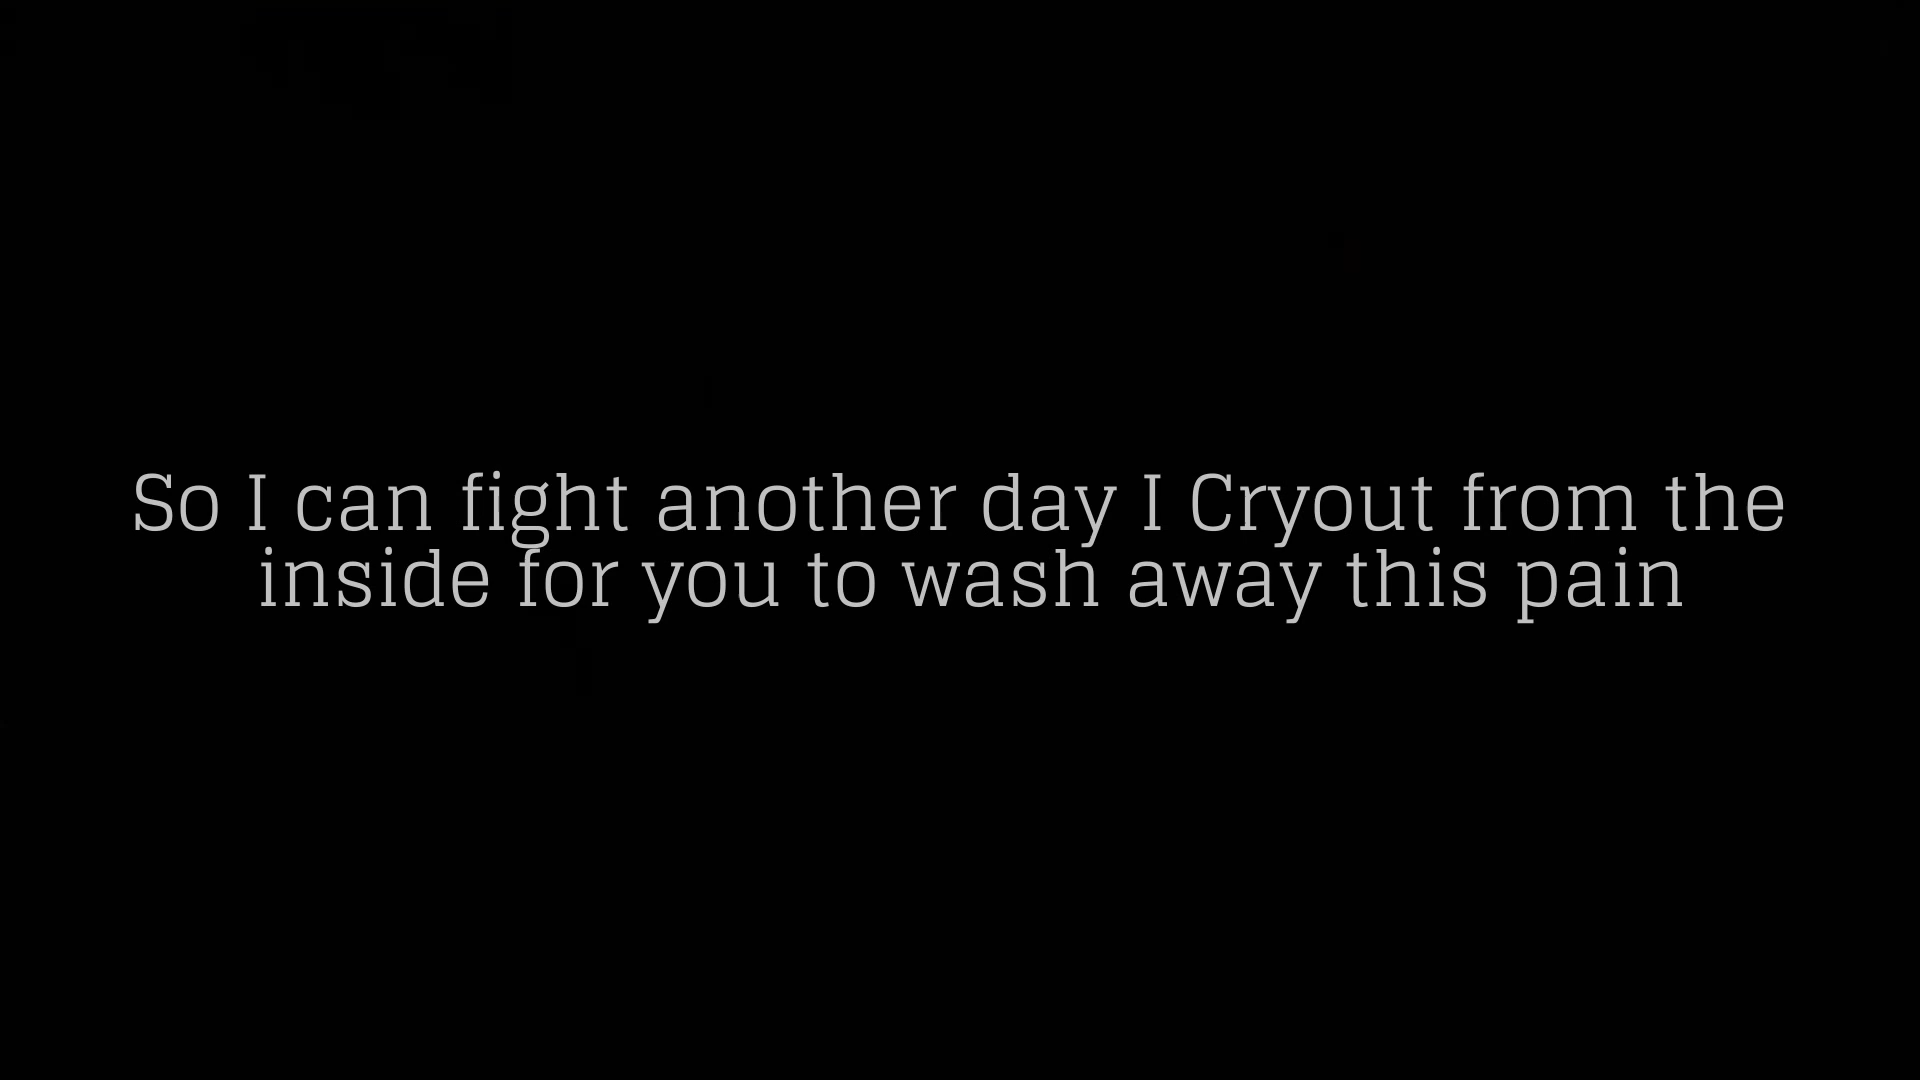 So I can fight another day I Cryout from the
inside for you to wash away this pain